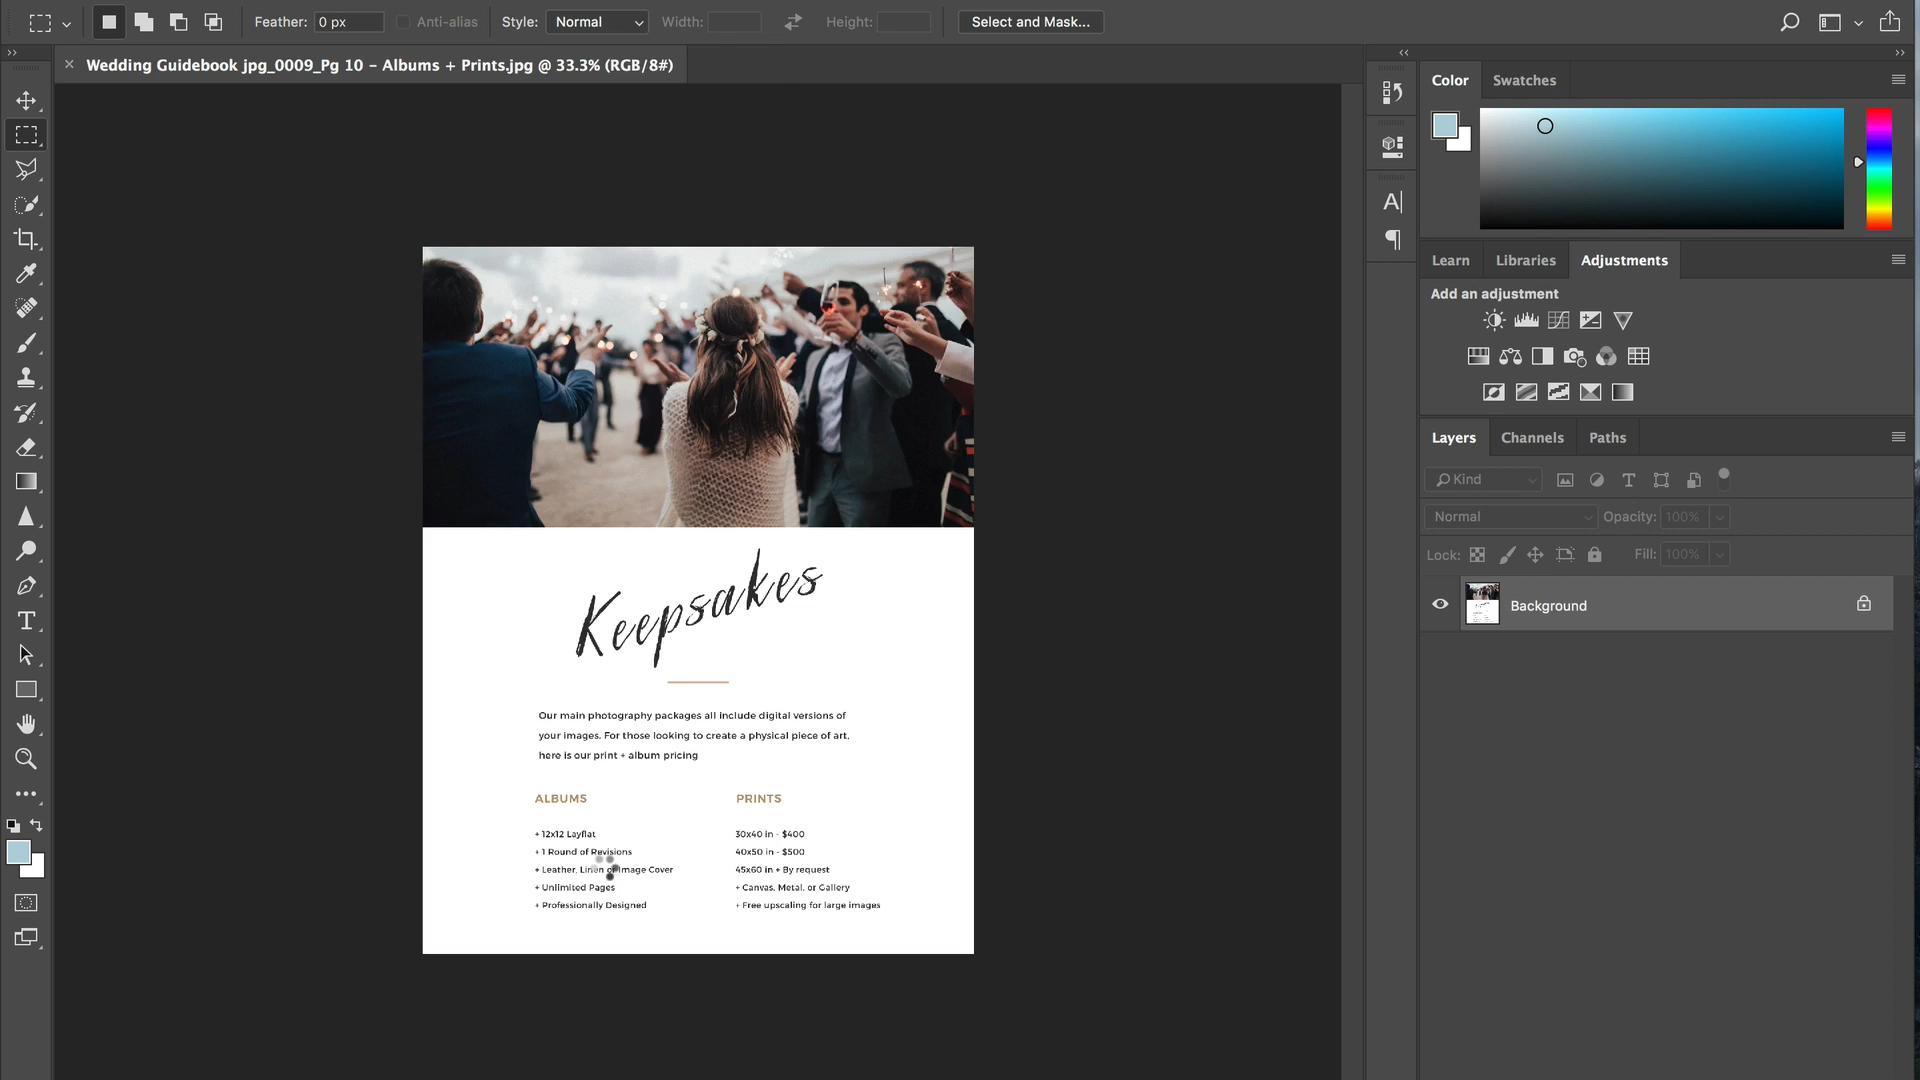 Feather: 0 px Anti-alias Style: Normal Width: Height: Select and Mask...
× Wedding Guidebook jpg_0009_Pg 10 – Albums + Prints.jpg @ 33.3% (RGB/8#)
Color Swatches
Learn Libraries Adjustments
Add an adjustment
Layers Channels Paths
Kind
Normal Opacity: 100%
Lock: Fill: 100%
Background
Keepsakes
Our main photography packages all include digital versions of
your images. For those looking to create a physical piece of art,
here is our print + album pricing
ALBUMS
+ 12x12 Layflat
+ 1 Round of Revisions
+ Leather, Linen or Image Cover
+ Unlimited Pages
+ Professionally Designed
PRINTS
30x40 in - $400
40x50 in - $500
45x60 in + By request
+ Canvas, Metal, or Gallery
+ Free upscaling for large images